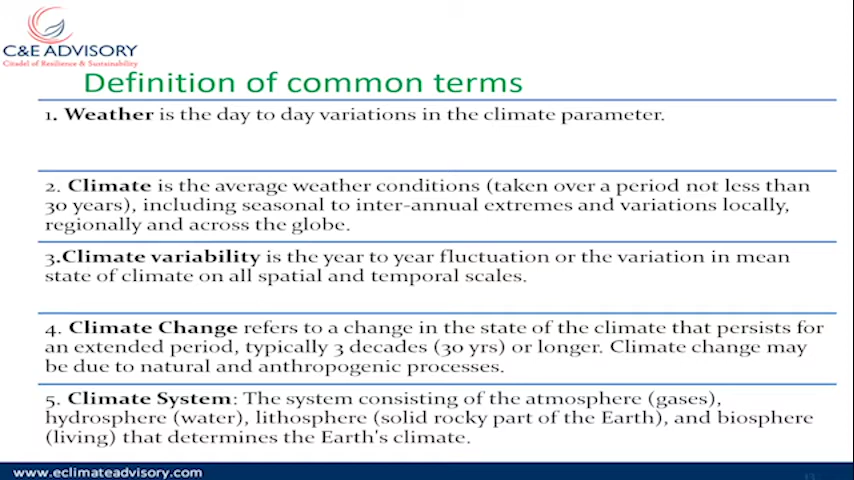 C&E ADVISORY
Citadel of Resilience & Sustainability
Definition of common terms
1. Weather is the day to day variations in the climate parameter.
2. Climate is the average weather conditions (taken over a period not less than
30 years), including seasonal to inter-annual extremes and variations locally,
regionally and across the globe.
3.Climate variability is the year to year fluctuation or the variation in mean
state of climate on all spatial and temporal scales.
4. Climate Change refers to a change in the state of the climate that persists for
an extended period, typically 3 decades (30 yrs) or longer. Climate change may
be due to natural and anthropogenic processes.
5. Climate System: The system consisting of the atmosphere (gases),
hydrosphere (water), lithosphere (solid rocky part of the Earth), and biosphere
(living) that determines the Earth's climate.
www.eclimateadvisory.com